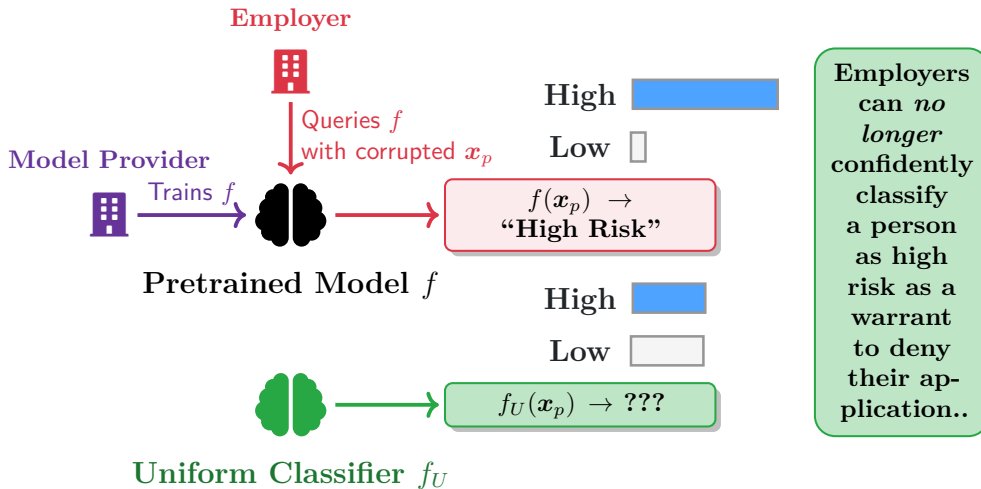 Employer
Queries f
with corrupted x_p
Model Provider
Trains f
Pretrained Model f
High
Low
f(x_p) →
“High Risk”
High
Low
f_U(x_p) → ???
Uniform Classifier f_U
Employers
can no
longer
confidently
classify
a person
as high
risk as a
warrant
to deny
their ap-
plication..